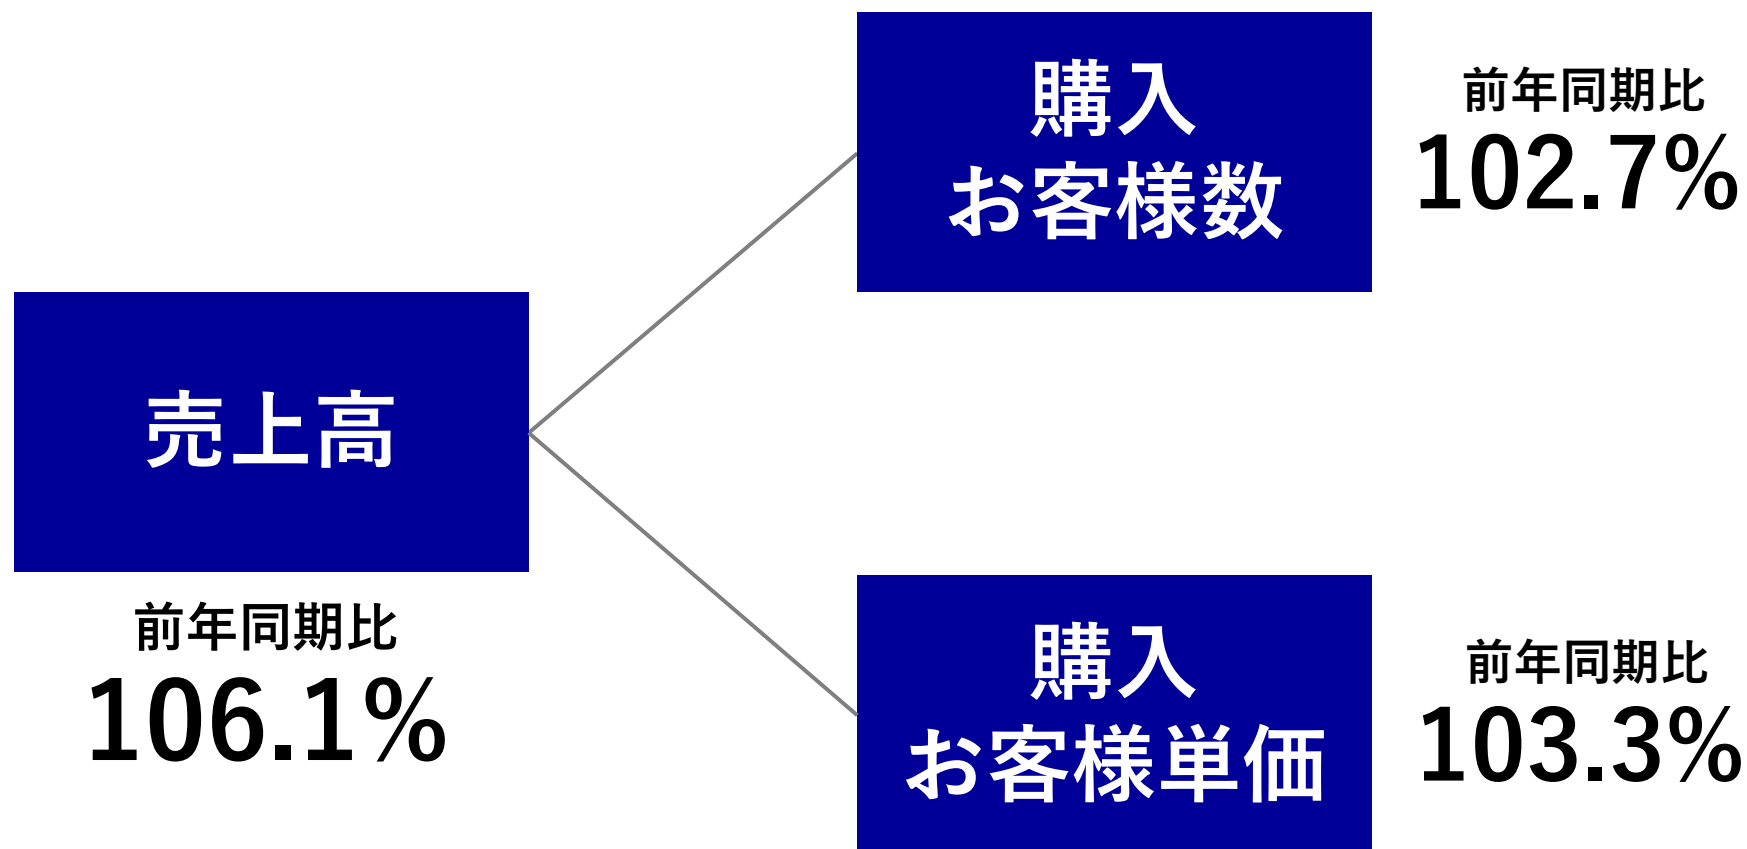 売上高
前年同期比
106.1%
購入
お客様数
前年同期比
102.7%
購入
お客様単価
前年同期比
103.3%